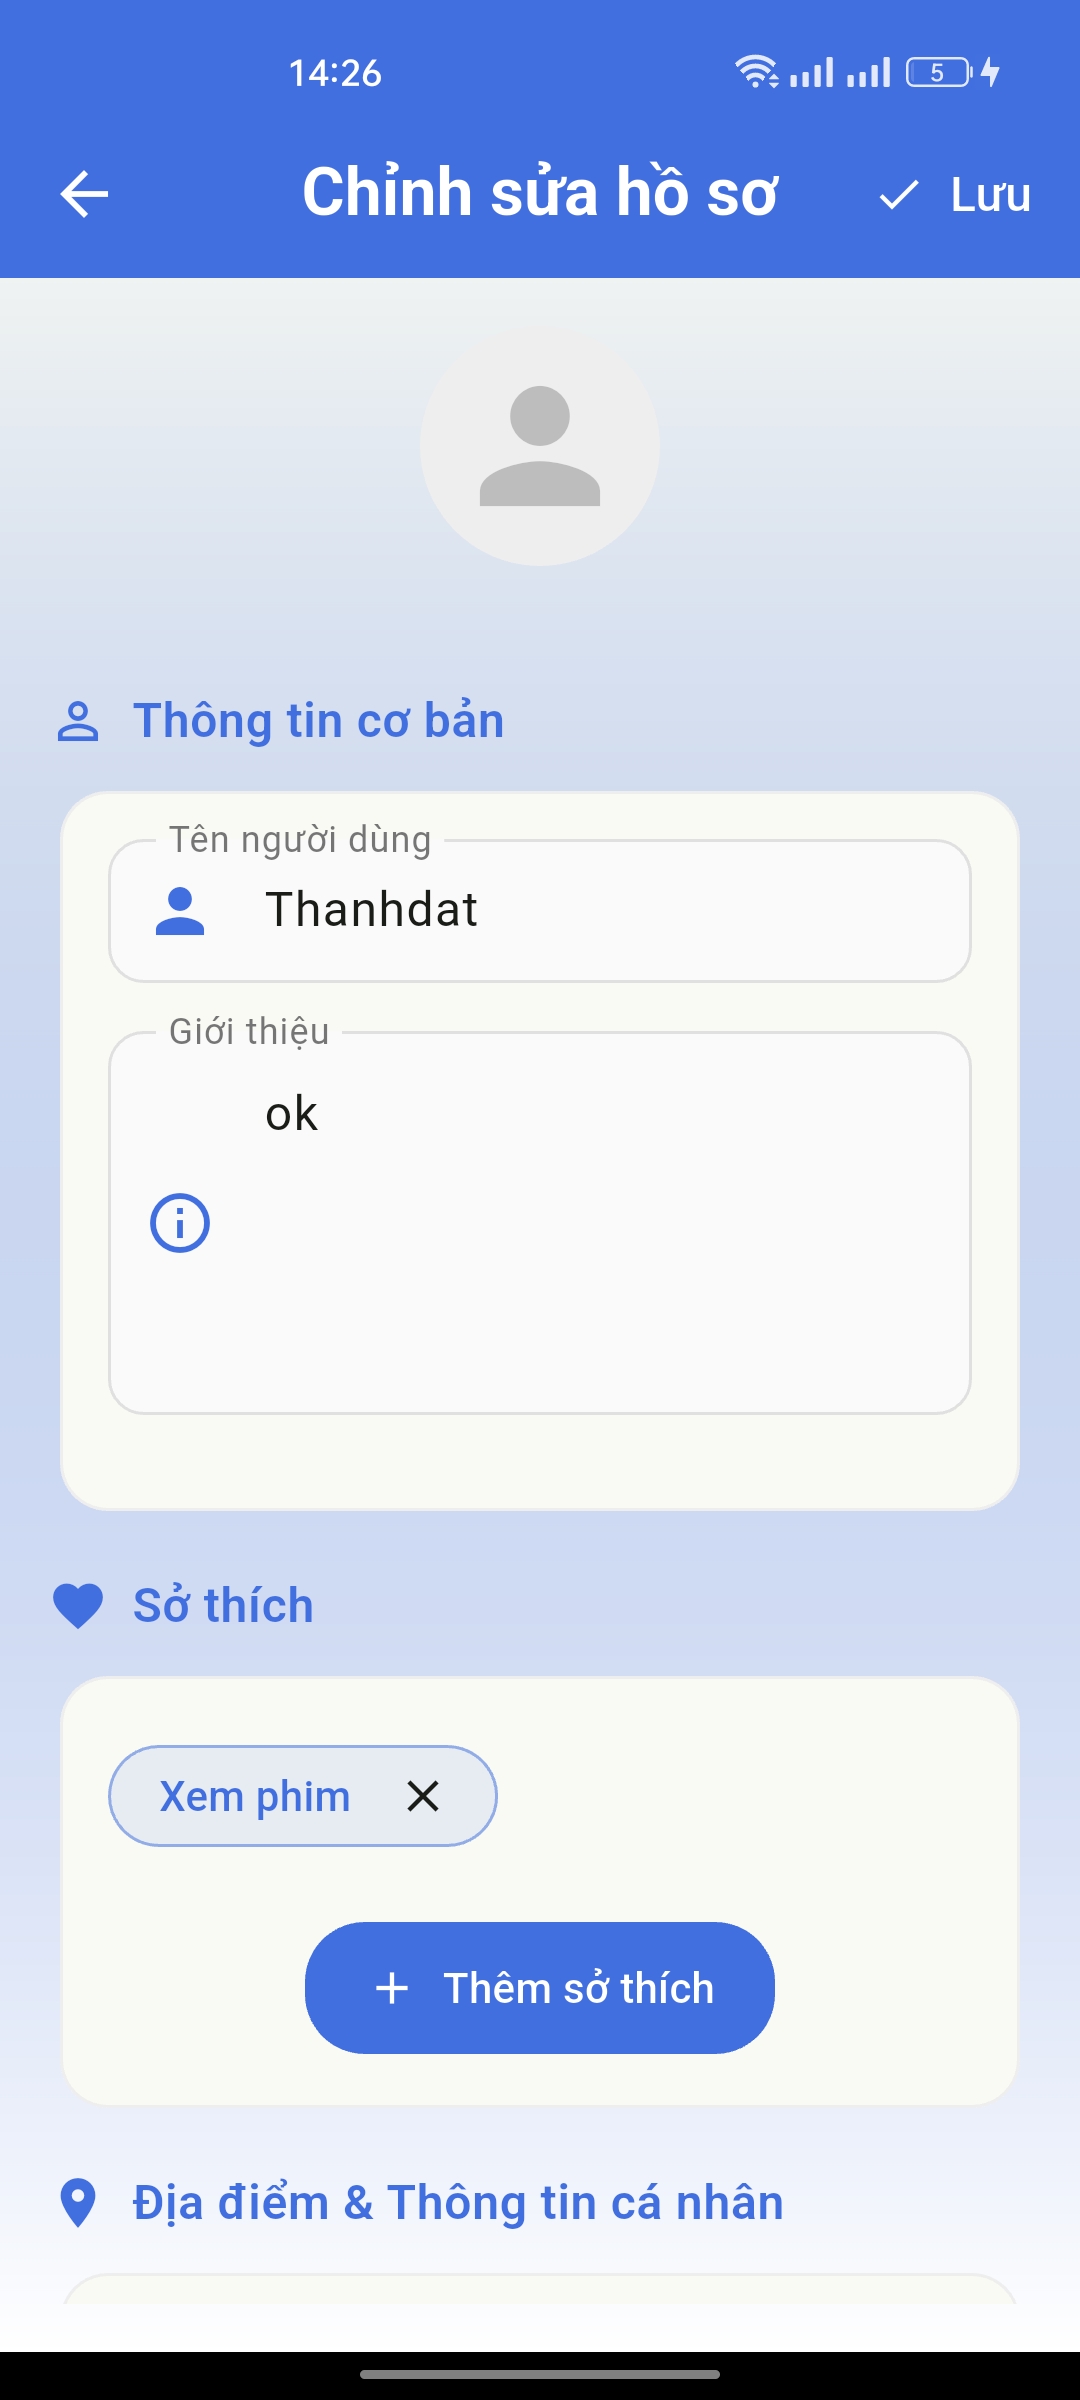 14:26
5
Chỉnh sửa hồ sơ
Lưu
Thông tin cơ bản
Tên người dùng
Thanhdat
Giới thiệu
ok
Sở thích
Xem phim
Thêm sở thích
Địa điểm & Thông tin cá nhân